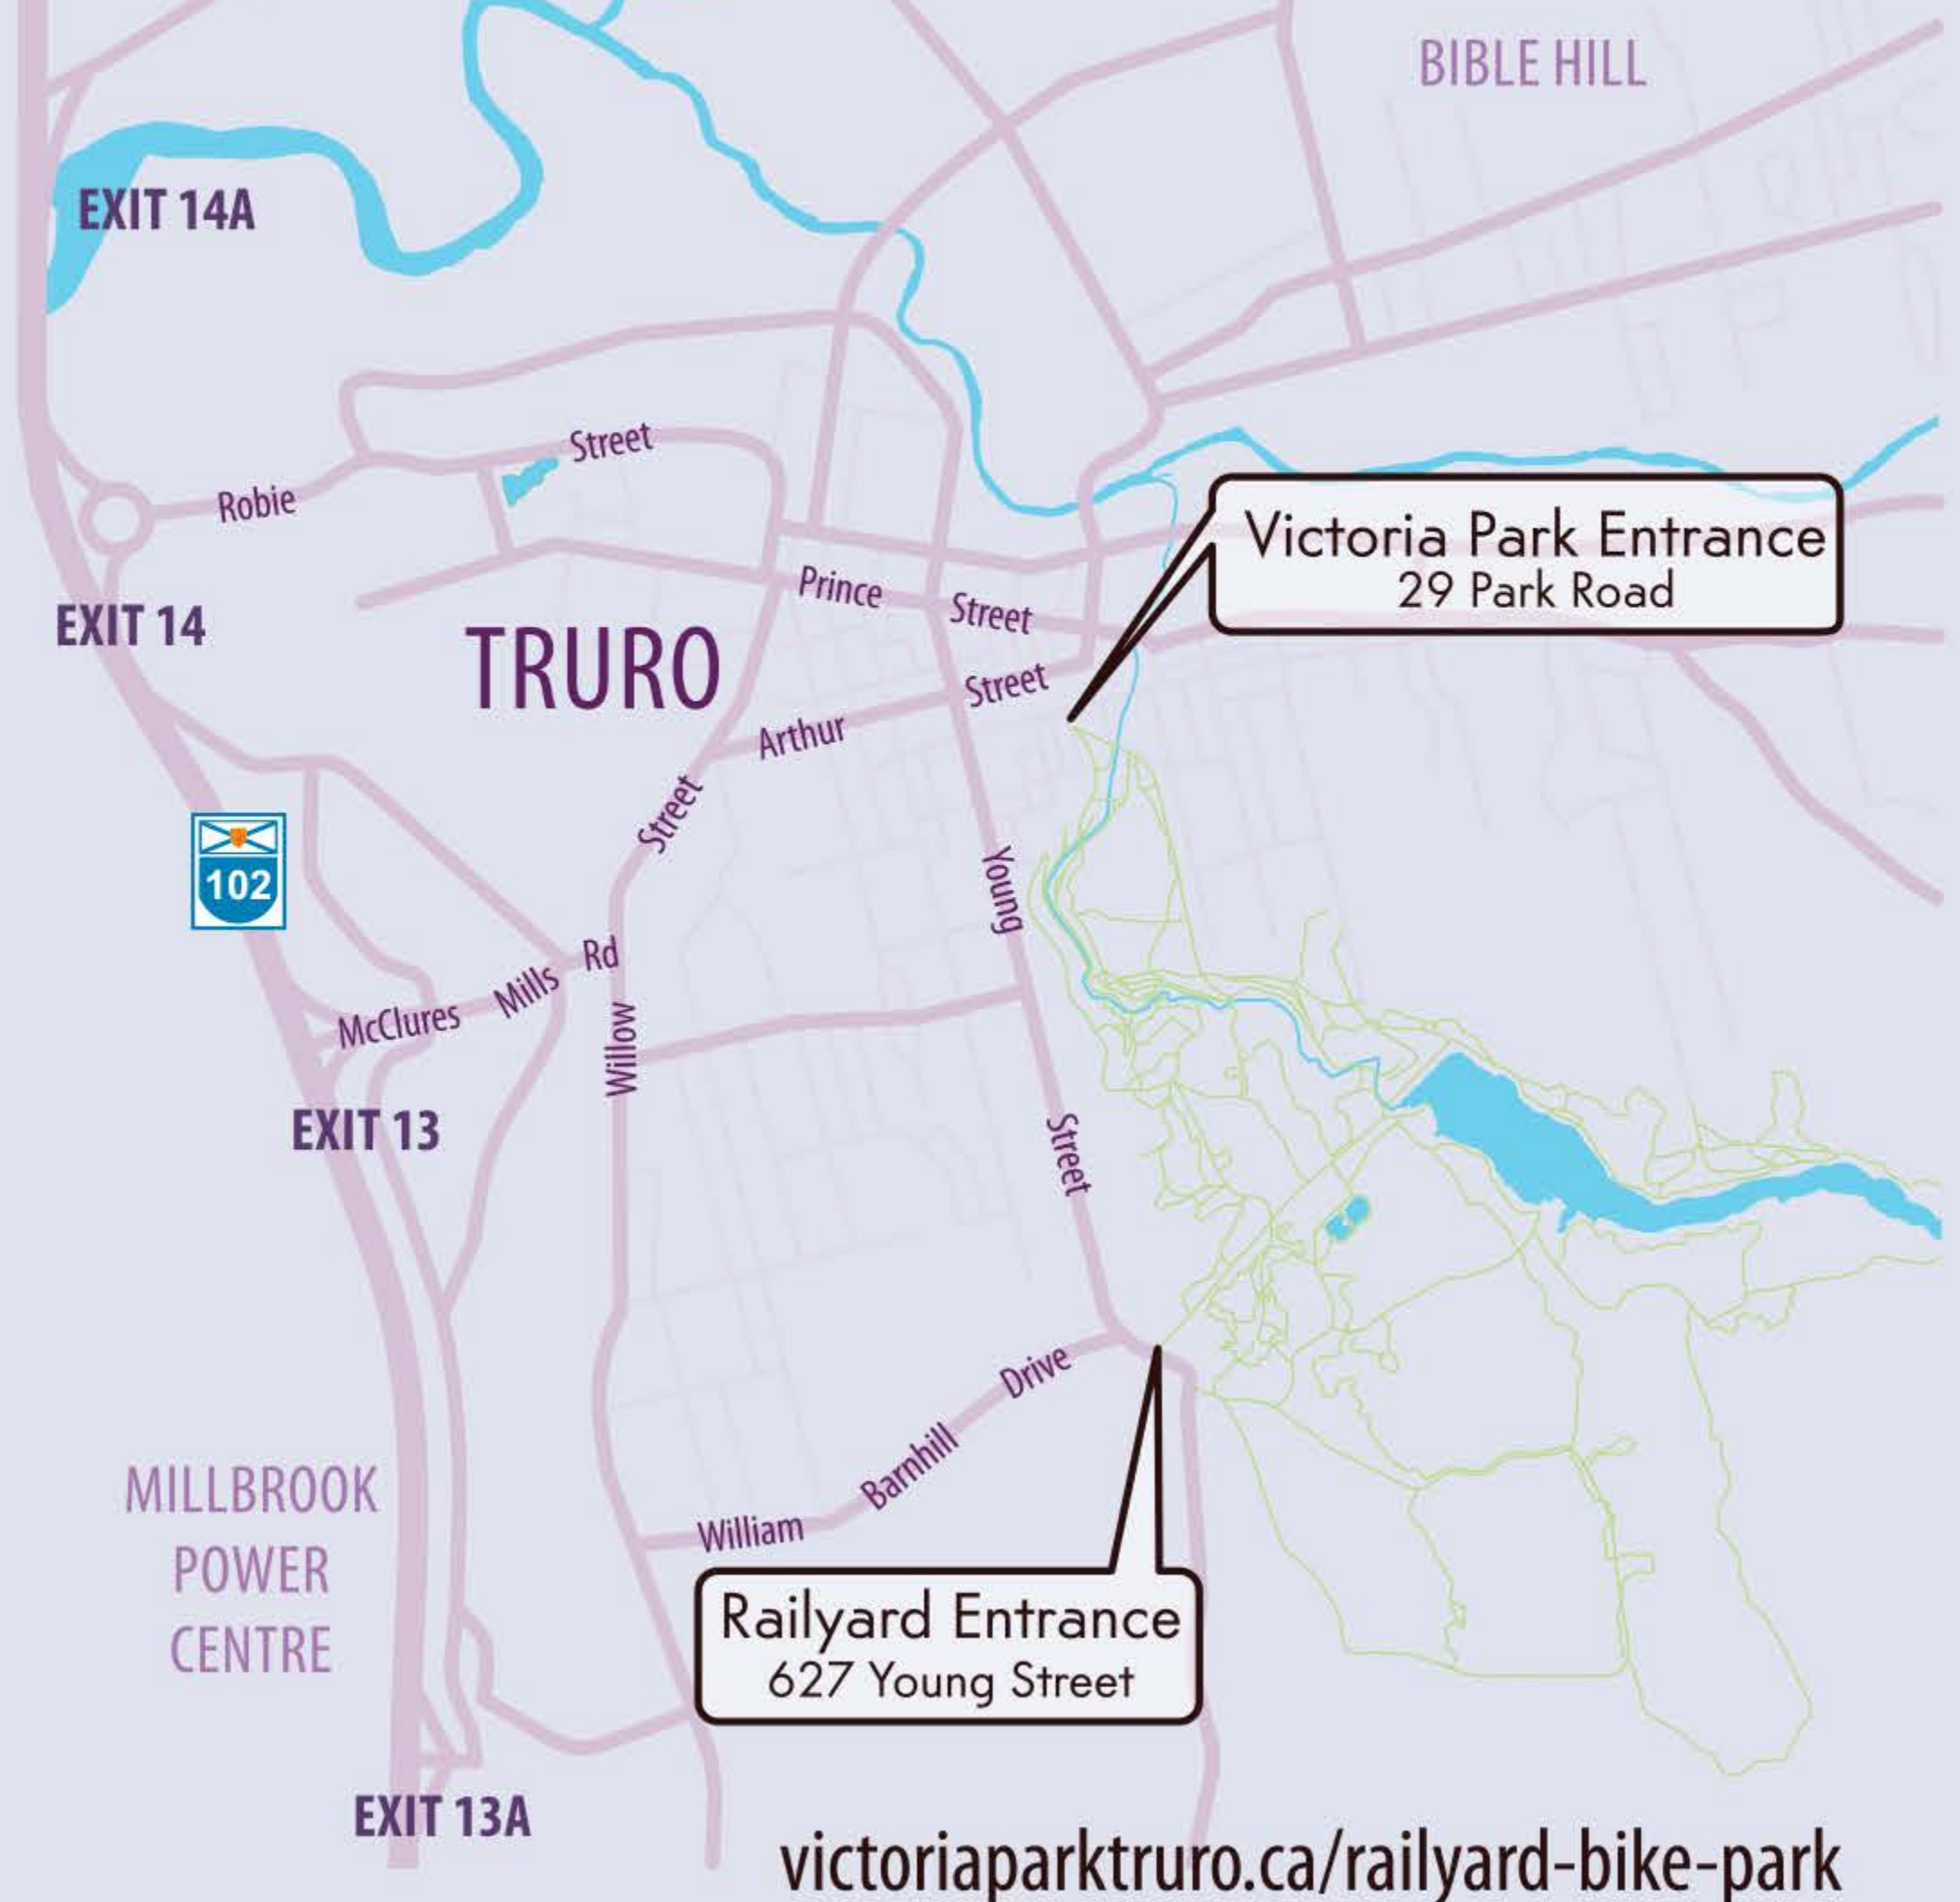 BIBLE HILL
EXIT 14A
Street
Robie
Victoria Park Entrance
29 Park Road
Prince
Street
EXIT 14
TRURO
Street
Arthur
Street
102
Young
Rd
Mills
McClures
Willow
EXIT 13
Street
Drive
Barnhill
William
MILLBROOK
POWER
CENTRE
Railyard Entrance
627 Young Street
EXIT 13A
victoriaparktruro.ca/railyard-bike-park